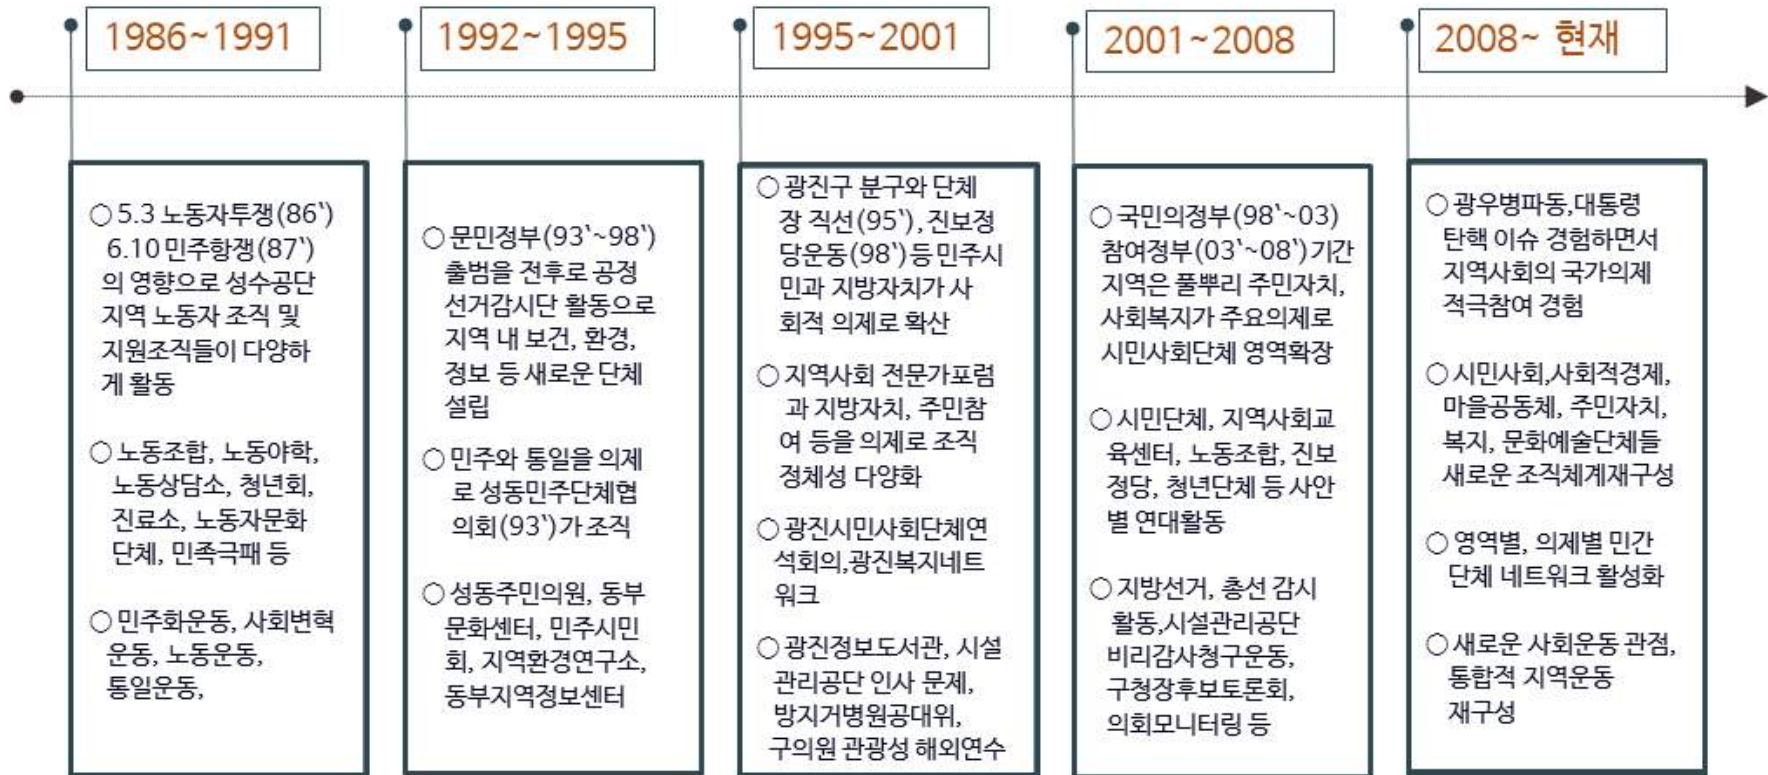 1986~1991
1992~1995
1995~2001
2001~2008
2008~ 현재
○ 5.3 노동자투쟁(86‵)
6.10 민주항쟁(87‵)
의 영향으로 성수공단
지역 노동자 조직 및
지원조직들이 다양하
게 활동
○ 노동조합, 노동야학,
노동상담소, 청년회,
진료소, 노동자문화
단체, 민족극패 등
○ 민주화운동, 사회변혁
운동, 노동운동,
통일운동,
○ 문민정부(93‵~98‵)
출범을 전후로 공정
선거감시단 활동으로
지역 내 보건, 환경,
정보 등 새로운 단체
설립
○ 민주와 통일을 의제
로 성동민주단체협
의회(93‵)가 조직
○ 성동주민의원, 동부
문화센터, 민주시민
회, 지역환경연구소,
동부지역정보센터
○ 광진구 분구와 단체
장 직선(95‵), 진보정
당운동(98‵) 등 민주시
민과 지방자치가 사
회적 의제로 확산
○ 지역사회 전문가포럼
과 지방자치, 주민참
여 등을 의제로 조직
정체성 다양화
○ 광진시민사회단체연
석회의,광진복지네트
워크
○ 광진정보도서관, 시설
관리공단 인사 문제,
방지거병원공대위,
구의원 관광성 해외연수
○ 국민의정부(98‵~03)
참여정부(03‵~08‵) 기간
지역은 풀뿌리 주민자치,
사회복지가 주요의제로
시민사회단체 영역확장
○ 시민단체, 지역사회교
육센터, 노동조합, 진보
정당, 청년단체 등 사안
별 연대활동
○ 지방선거, 총선 감시
활동,시설관리공단
비리감사청구운동,
구청장후보토론회,
의회모니터링 등
○ 광우병파동,대통령
탄핵 이슈 경험하면서
지역사회의 국가의제
적극참여 경험
○ 시민사회,사회적경제,
마을공동체, 주민자치,
복지, 문화예술단체들
새로운 조직체계재구성
○ 영역별, 의제별 민간
단체 네트워크 활성화
○ 새로운 사회운동 관점,
통합적 지역운동
재구성